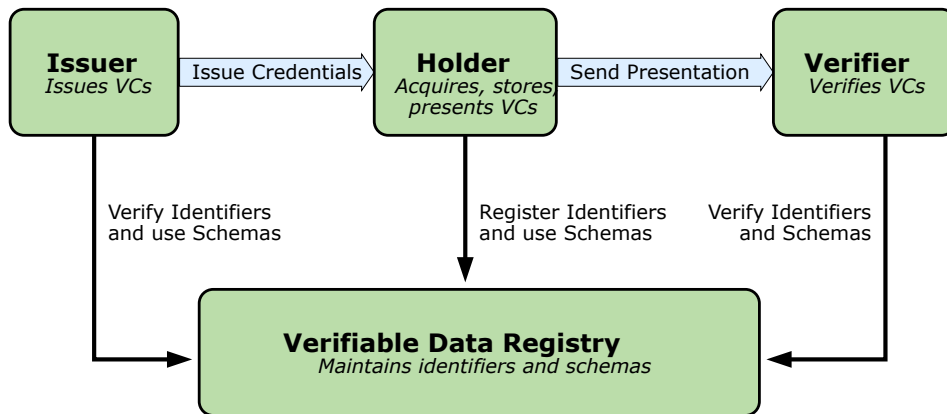 Issuer
Issues VCs
Issue Credentials
Holder
Acquires, stores,
presents VCs
Send Presentation
Verifier
Verifies VCs
Verify Identifiers
and use Schemas
Register Identifiers
and use Schemas
Verify Identifiers
and Schemas
Verifiable Data Registry
Maintains identifiers and schemas